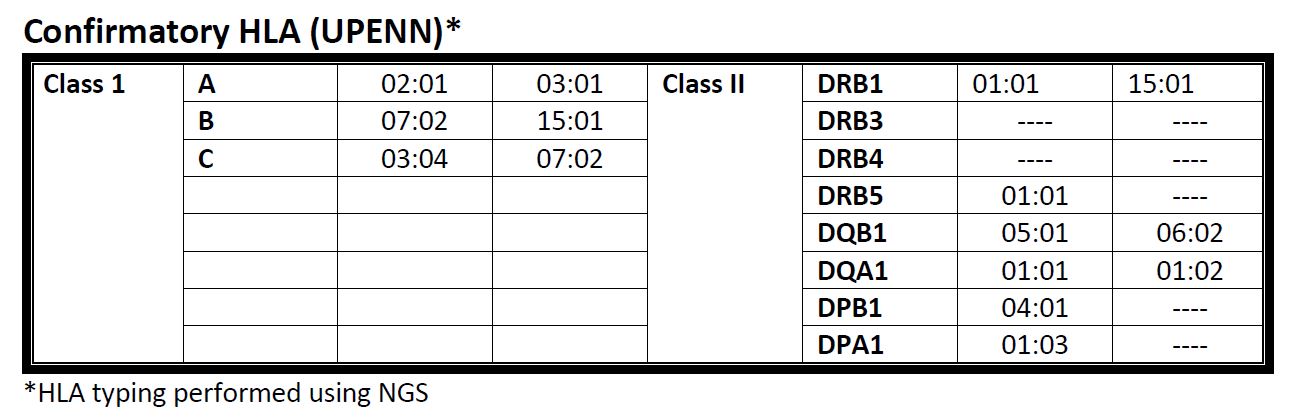 Confirmatory HLA (UPENN)*
Class 1 A 02:01 03:01 Class II DRB1 01:01 15:01
B 07:02 15:01 DRB3 ---- ----
C 03:04 07:02 DRB4 ---- ----
DRB5 01:01 ----
DQB1 05:01 06:02
DQA1 01:01 01:02
DPB1 04:01 ----
DPA1 01:03 ----
*HLA typing performed using NGS